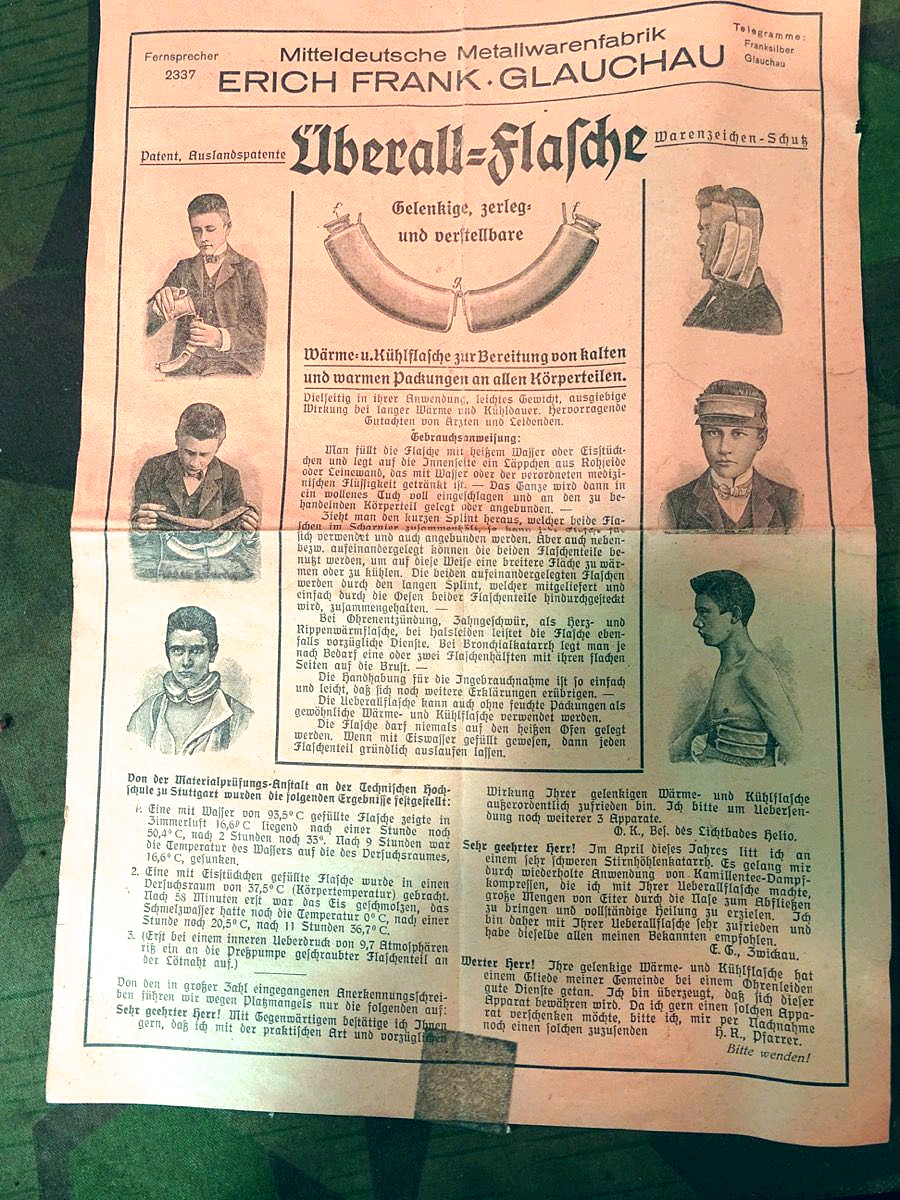 Fernsprecher
2337
Mitteldeutsche Metallwarenfabrik
ERICH FRANK · GLAUCHAU
Telegramme:
Franksilber
Glauchau
Patent, Auslandspatente
Überall=Flasche
Warenzeichen-Schutz
Gelenkige, zerleg=
und verstellbare
f
f
g
Wärme= u. Kühlflasche zur Bereitung von kalten
und warmen Packungen an allen Körperteilen.
Vielseitig in ihrer Anwendung, leichtes Gewicht, ausgiebige
Wirkung bei langer Wärme und Kühldauer. Hervorragende
Gutachten von Ärzten und Leidenden.
Gebrauchsanweisung:
Man füllt die Flasche mit heißem Wasser oder Eisstück-
chen und legt auf die Innenseite ein Läppchen aus Rohseide
oder Leinewand, das mit Wasser oder der verordneten medizi-
nischen Flüssigkeit getränkt ist. — Das Ganze wird dann in
ein wollenes Tuch voll eingeschlagen und an den zu be-
handelnden Körperteil gelegt oder angebunden. —
Zieht man den kurzen Splint heraus, welcher beide Fla-
schen im Scharnier zusammenhält,
sich verwendet und auch angebunden werden. Aber auch neben-
bezw. aufeinandergelegt können die beiden Flaschenteile be-
nutzt werden, um auf diese Weise eine breitere Fläche zu wär-
men oder zu kühlen. Die beiden aufeinandergelegten Flaschen
werden durch den langen Splint, welcher mitgeliefert und
einfach durch die Oesen beider Flaschenteile hindurchgesteckt
wird, zusammengehalten. —
Bei Ohrenentzündung, Zahngeschwür, als Herz- und
Rippenwärmflasche, bei Halsleiden leistet die Flasche eben-
falls vorzügliche Dienste. Bei Bronchialkatarrh legt man je
nach Bedarf eine oder zwei Flaschenhälften mit ihren flachen
Seiten auf die Brust. —
Die Handhabung für die Ingebrauchnahme ist so einfach
und leicht, daß sich noch weitere Erklärungen erübrigen. —
Die Ueberallflasche kann auch ohne feuchte Packungen als
gewöhnliche Wärme- und Kühlflasche verwendet werden.
Die Flasche darf niemals auf den heißen Ofen gelegt
werden. Wenn mit Eiswasser gefüllt gewesen, dann jeden
Flaschenteil gründlich auslaufen lassen.
Von der Materialprüfungs-Anstalt an der Technischen Hoch-
schule zu Stuttgart wurden die folgenden Ergebnisse festgestellt:
1. Eine mit Wasser von 93,5° C gefüllte Flasche zeigte in
Zimmerluft 16,6° C liegend nach einer Stunde noch
50,4° C, nach 2 Stunden noch 33°. Nach 9 Stunden war
die Temperatur des Wassers auf die des Versuchsraumes,
16,6° C, gesunken.
2. Eine mit Eisstückchen gefüllte Flasche wurde in einen
Versuchsraum von 37,5° C (Körpertemperatur) gebracht.
Nach 58 Minuten erst war das Eis geschmolzen, das
Schmelzwasser hatte noch die Temperatur 0° C, nach einer
Stunde noch 20,5° C, nach 11 Stunden 36,7° C.
3. (Erst bei einem inneren Ueberdruck von 9,7 Atmosphären
riß ein an die Preßpumpe geschraubter Flaschenteil an
der Lötnaht auf.)
Von den in großer Zahl eingegangenen Anerkennungsschrei-
ben führen wir wegen Platzmangels nur die folgenden auf:
Sehr geehrter Herr! Mit Gegenwärtigem bestätige ich Ihnen
gern, daß ich mit der praktischen Art und vorzüglichen
Wirkung Ihrer gelenkigen Wärme- und Kühlflasche
außerordentlich zufrieden bin. Ich bitte um Uebersen-
dung noch weiterer 3 Apparate.
O. K., Bes. des Lichtbades Helio.
Sehr geehrter Herr! Im April dieses Jahres litt ich an
einem sehr schweren Stirnhöhlenkatarrh. Es gelang mir
durch wiederholte Anwendung von Kamillentee-Dampf-
kompressen, die ich mit Ihrer Ueberallflasche machte,
große Mengen von Eiter durch die Nase zum Abfließen
zu bringen und vollständige Heilung zu erzielen. Ich
bin daher mit Ihrer Ueberallflasche sehr zufrieden und
habe dieselbe allen meinen Bekannten empfohlen.
E. G., Zwickau.
Werter Herr! Ihre gelenkige Wärme- und Kühlflasche hat
einem Gliede meiner Gemeinde bei einem Ohrenleiden
gute Dienste getan. Ich bin überzeugt, daß sich dieser
Apparat bewähren wird. Da ich gern einen solchen Appa-
rat verschenken möchte, bitte ich, mir per Nachnahme
noch einen solchen zuzusenden
H. R., Pfarrer.
Bitte wenden!